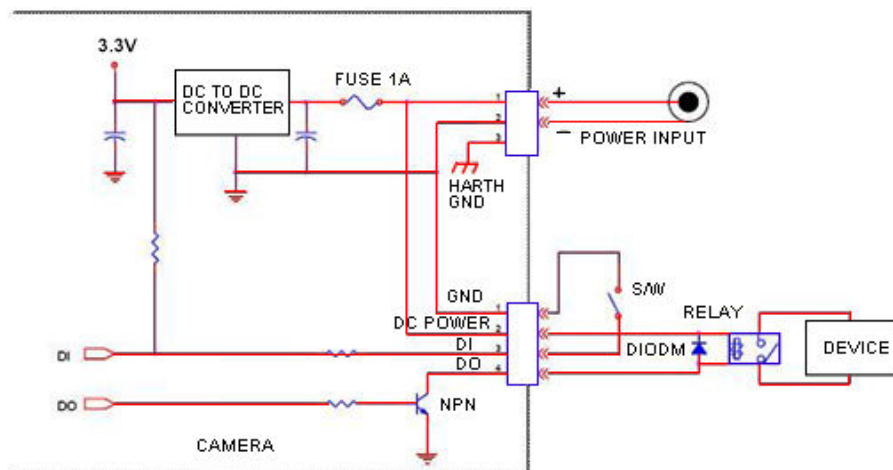 3.3V
DC TO DC
CONVERTER
FUSE 1A
1
2
3
+
−
POWER INPUT
HARTH
GND
GND
DC POWER
DI
DO
1
2
3
4
S/W
RELAY
DIODM
DEVICE
DI
DO
NPN
CAMERA